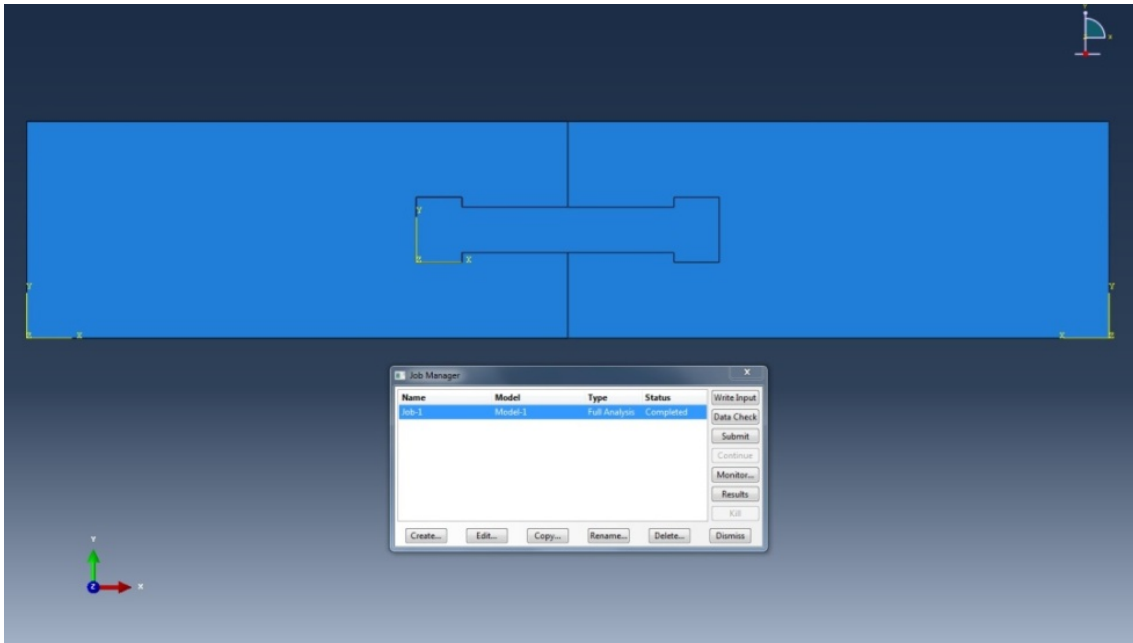 Y
X
Y
X
Y
X
Y
X
Y
X
Job Manager
X
Name Model Type Status
Job-1 Model-1 Full Analysis Completed
Write Input
Data Check
Submit
Continue
Monitor...
Results
Kill
Create... Edit... Copy... Rename... Delete... Dismiss
Y
Z X